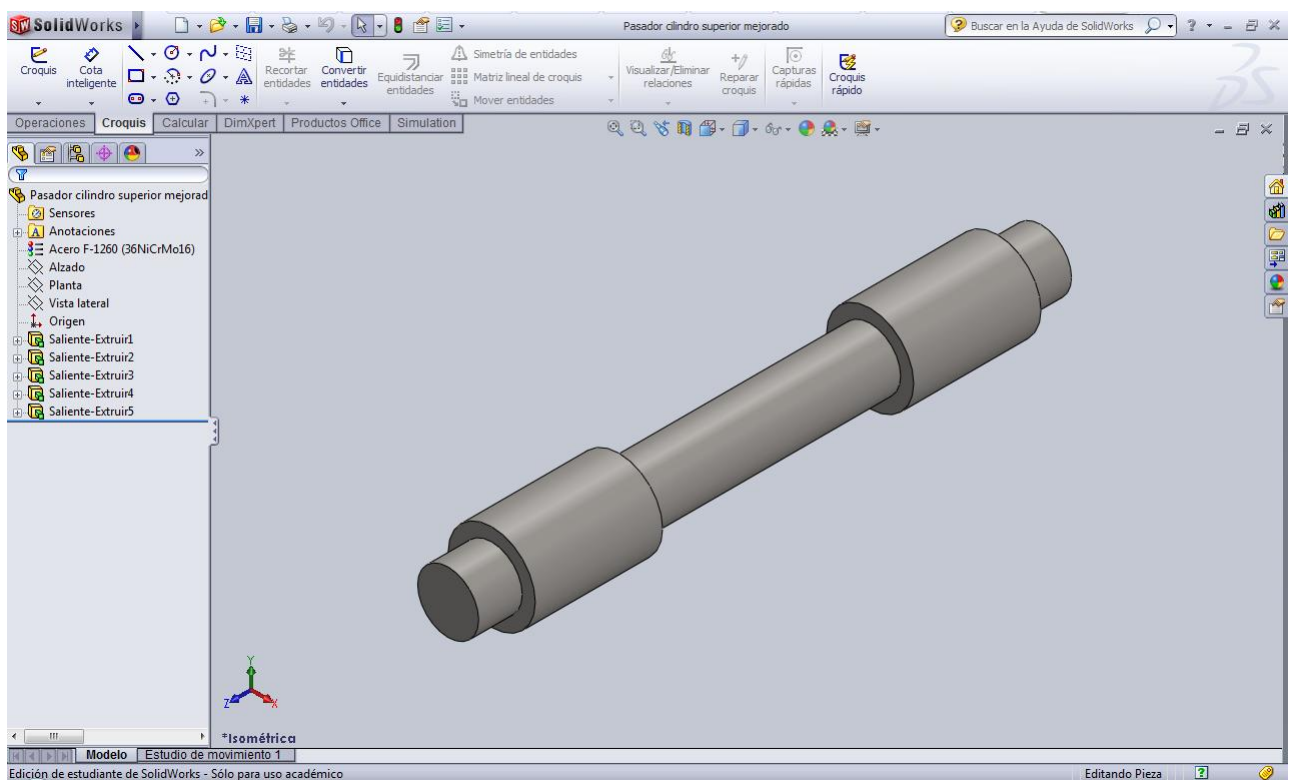 SolidWorks
Pasador cilindro superior mejorado
Buscar en la Ayuda de SolidWorks
Croquis
Cota inteligente
Recortar entidades
Convertir entidades
Equidistanciar entidades
Simetría de entidades
Matriz lineal de croquis
Mover entidades
Visualizar/Eliminar relaciones
Reparar croquis
Capturas rápidas
Croquis rápido
Operaciones
Croquis
Calcular
DimXpert
Productos Office
Simulation
Pasador cilindro superior mejorad
Sensores
Anotaciones
Acero F-1260 (36NiCrMo16)
Alzado
Planta
Vista lateral
Origen
Saliente-Extruir1
Saliente-Extruir2
Saliente-Extruir3
Saliente-Extruir4
Saliente-Extruir5
Y
Z
X
*Isométrica
Modelo
Estudio de movimiento 1
Edición de estudiante de SolidWorks - Sólo para uso académico
Editando Pieza